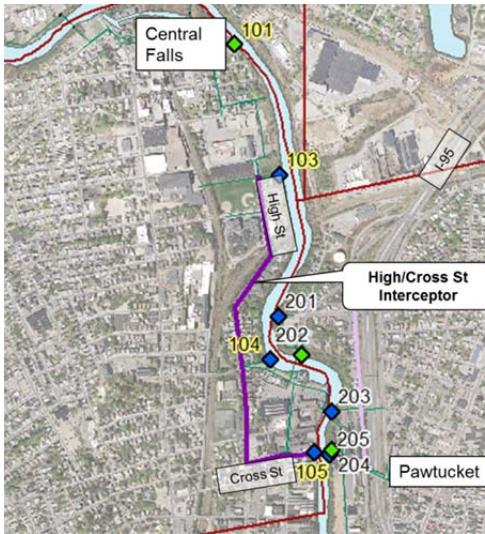 101
Central
Falls
103
I-95
High St
High/Cross St
Interceptor
201
202
104
203
205
105
204
Cross St
Pawtucket